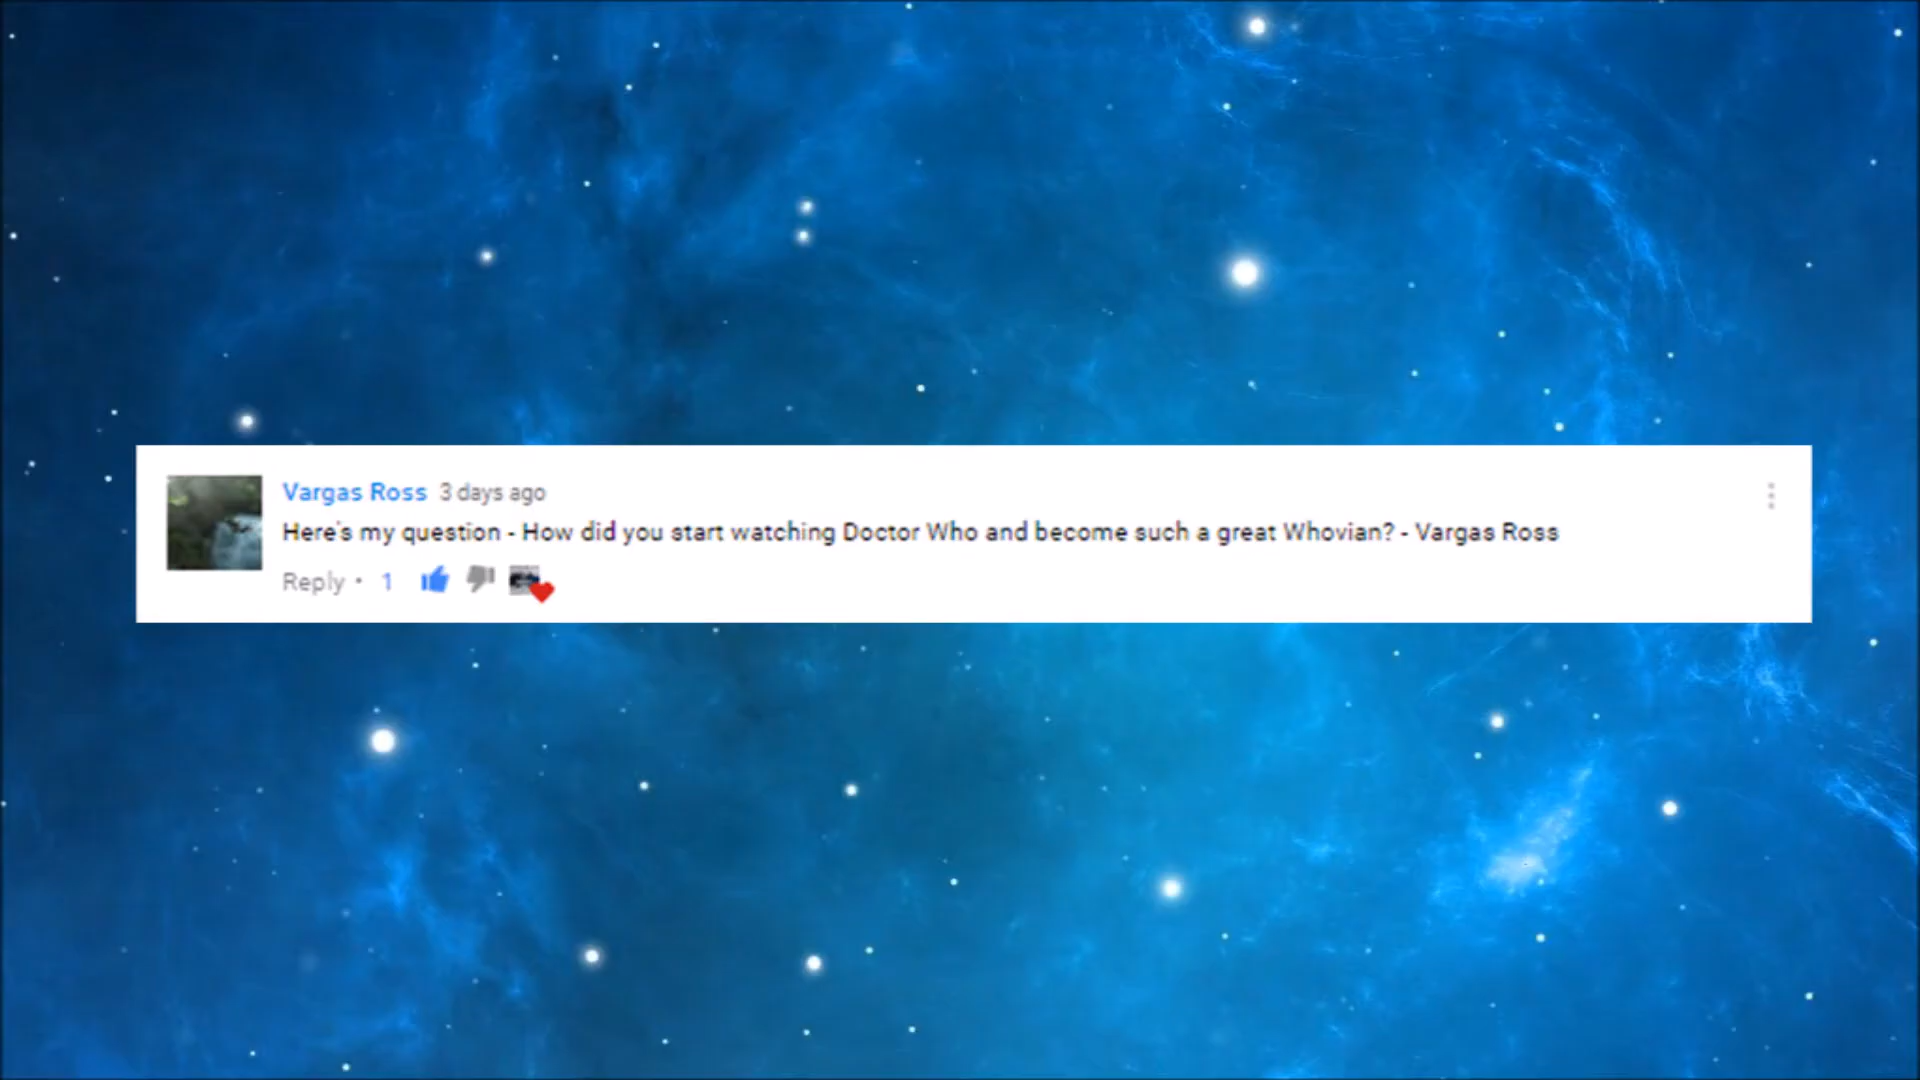 Vargas Ross 3 days ago
Here's my question - How did you start watching Doctor Who and become such a great Whovian? - Vargas Ross
Reply • 1